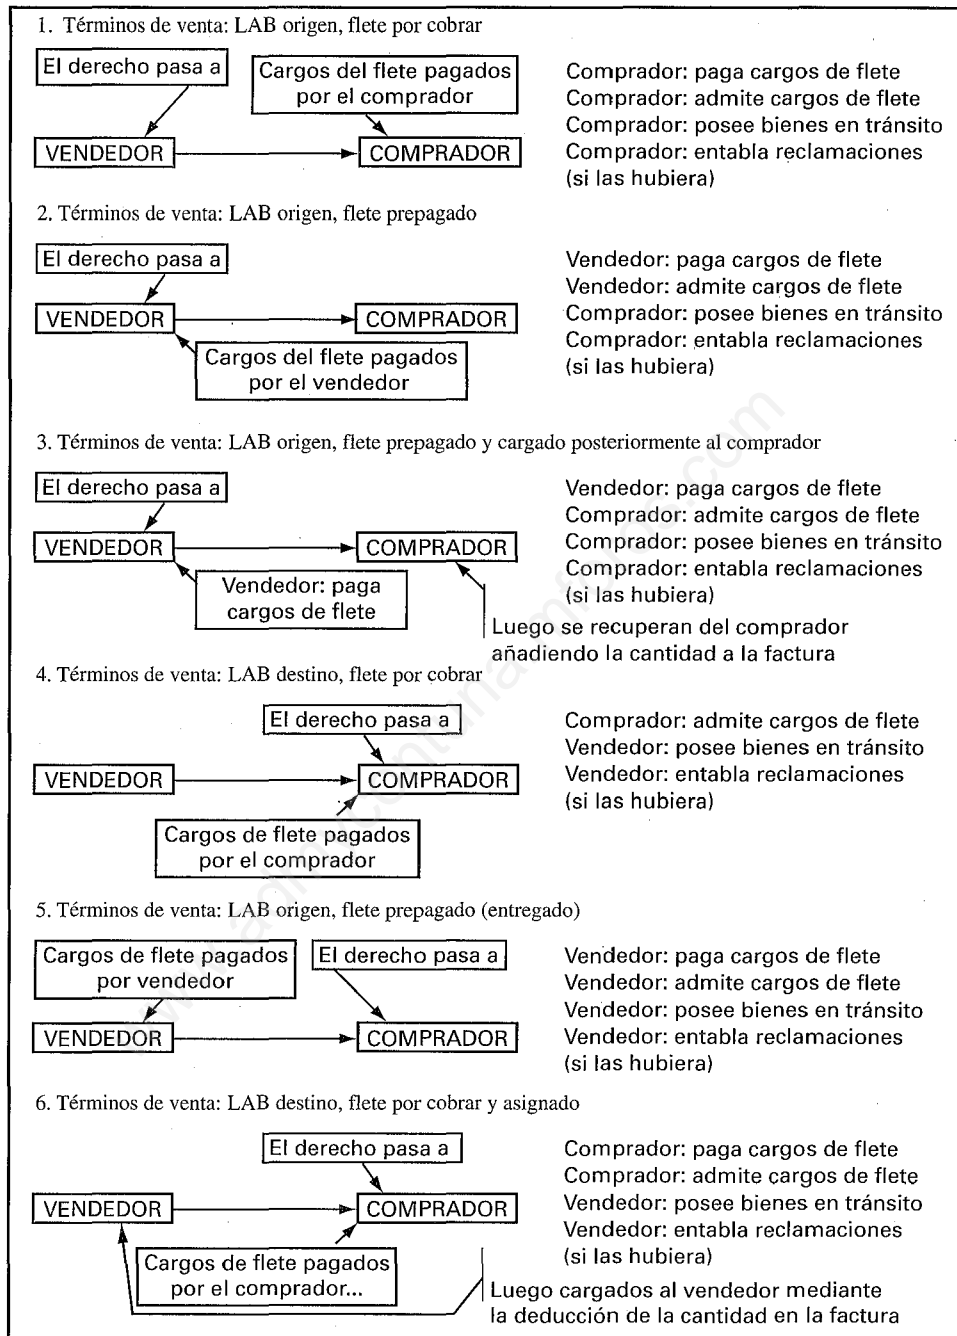 1. Términos de venta: LAB origen, flete por cobrar
El derecho pasa a
Cargos del flete pagados
por el comprador
VENDEDOR
COMPRADOR
Comprador: paga cargos de flete
Comprador: admite cargos de flete
Comprador: posee bienes en tránsito
Comprador: entabla reclamaciones
(si las hubiera)
2. Términos de venta: LAB origen, flete prepagado
El derecho pasa a
VENDEDOR
COMPRADOR
Cargos del flete pagados
por el vendedor
Vendedor: paga cargos de flete
Vendedor: admite cargos de flete
Comprador: posee bienes en tránsito
Comprador: entabla reclamaciones
(si las hubiera)
3. Términos de venta: LAB origen, flete prepagado y cargado posteriormente al comprador
El derecho pasa a
VENDEDOR
COMPRADOR
Vendedor: paga
cargos de flete
Vendedor: paga cargos de flete
Comprador: admite cargos de flete
Comprador: posee bienes en tránsito
Comprador: entabla reclamaciones
(si las hubiera)
Luego se recuperan del comprador
añadiendo la cantidad a la factura
4. Términos de venta: LAB destino, flete por cobrar
El derecho pasa a
VENDEDOR
COMPRADOR
Cargos de flete pagados
por el comprador
Comprador: admite cargos de flete
Vendedor: posee bienes en tránsito
Vendedor: entabla reclamaciones
(si las hubiera)
5. Términos de venta: LAB origen, flete prepagado (entregado)
Cargos de flete pagados
por vendedor
El derecho pasa a
VENDEDOR
COMPRADOR
Vendedor: paga cargos de flete
Vendedor: admite cargos de flete
Vendedor: posee bienes en tránsito
Vendedor: entabla reclamaciones
(si las hubiera)
6. Términos de venta: LAB destino, flete por cobrar y asignado
El derecho pasa a
VENDEDOR
COMPRADOR
Cargos de flete pagados
por el comprador...
Comprador: paga cargos de flete
Comprador: admite cargos de flete
Vendedor: posee bienes en tránsito
Vendedor: entabla reclamaciones
(si las hubiera)
Luego cargados al vendedor mediante
la deducción de la cantidad en la factura